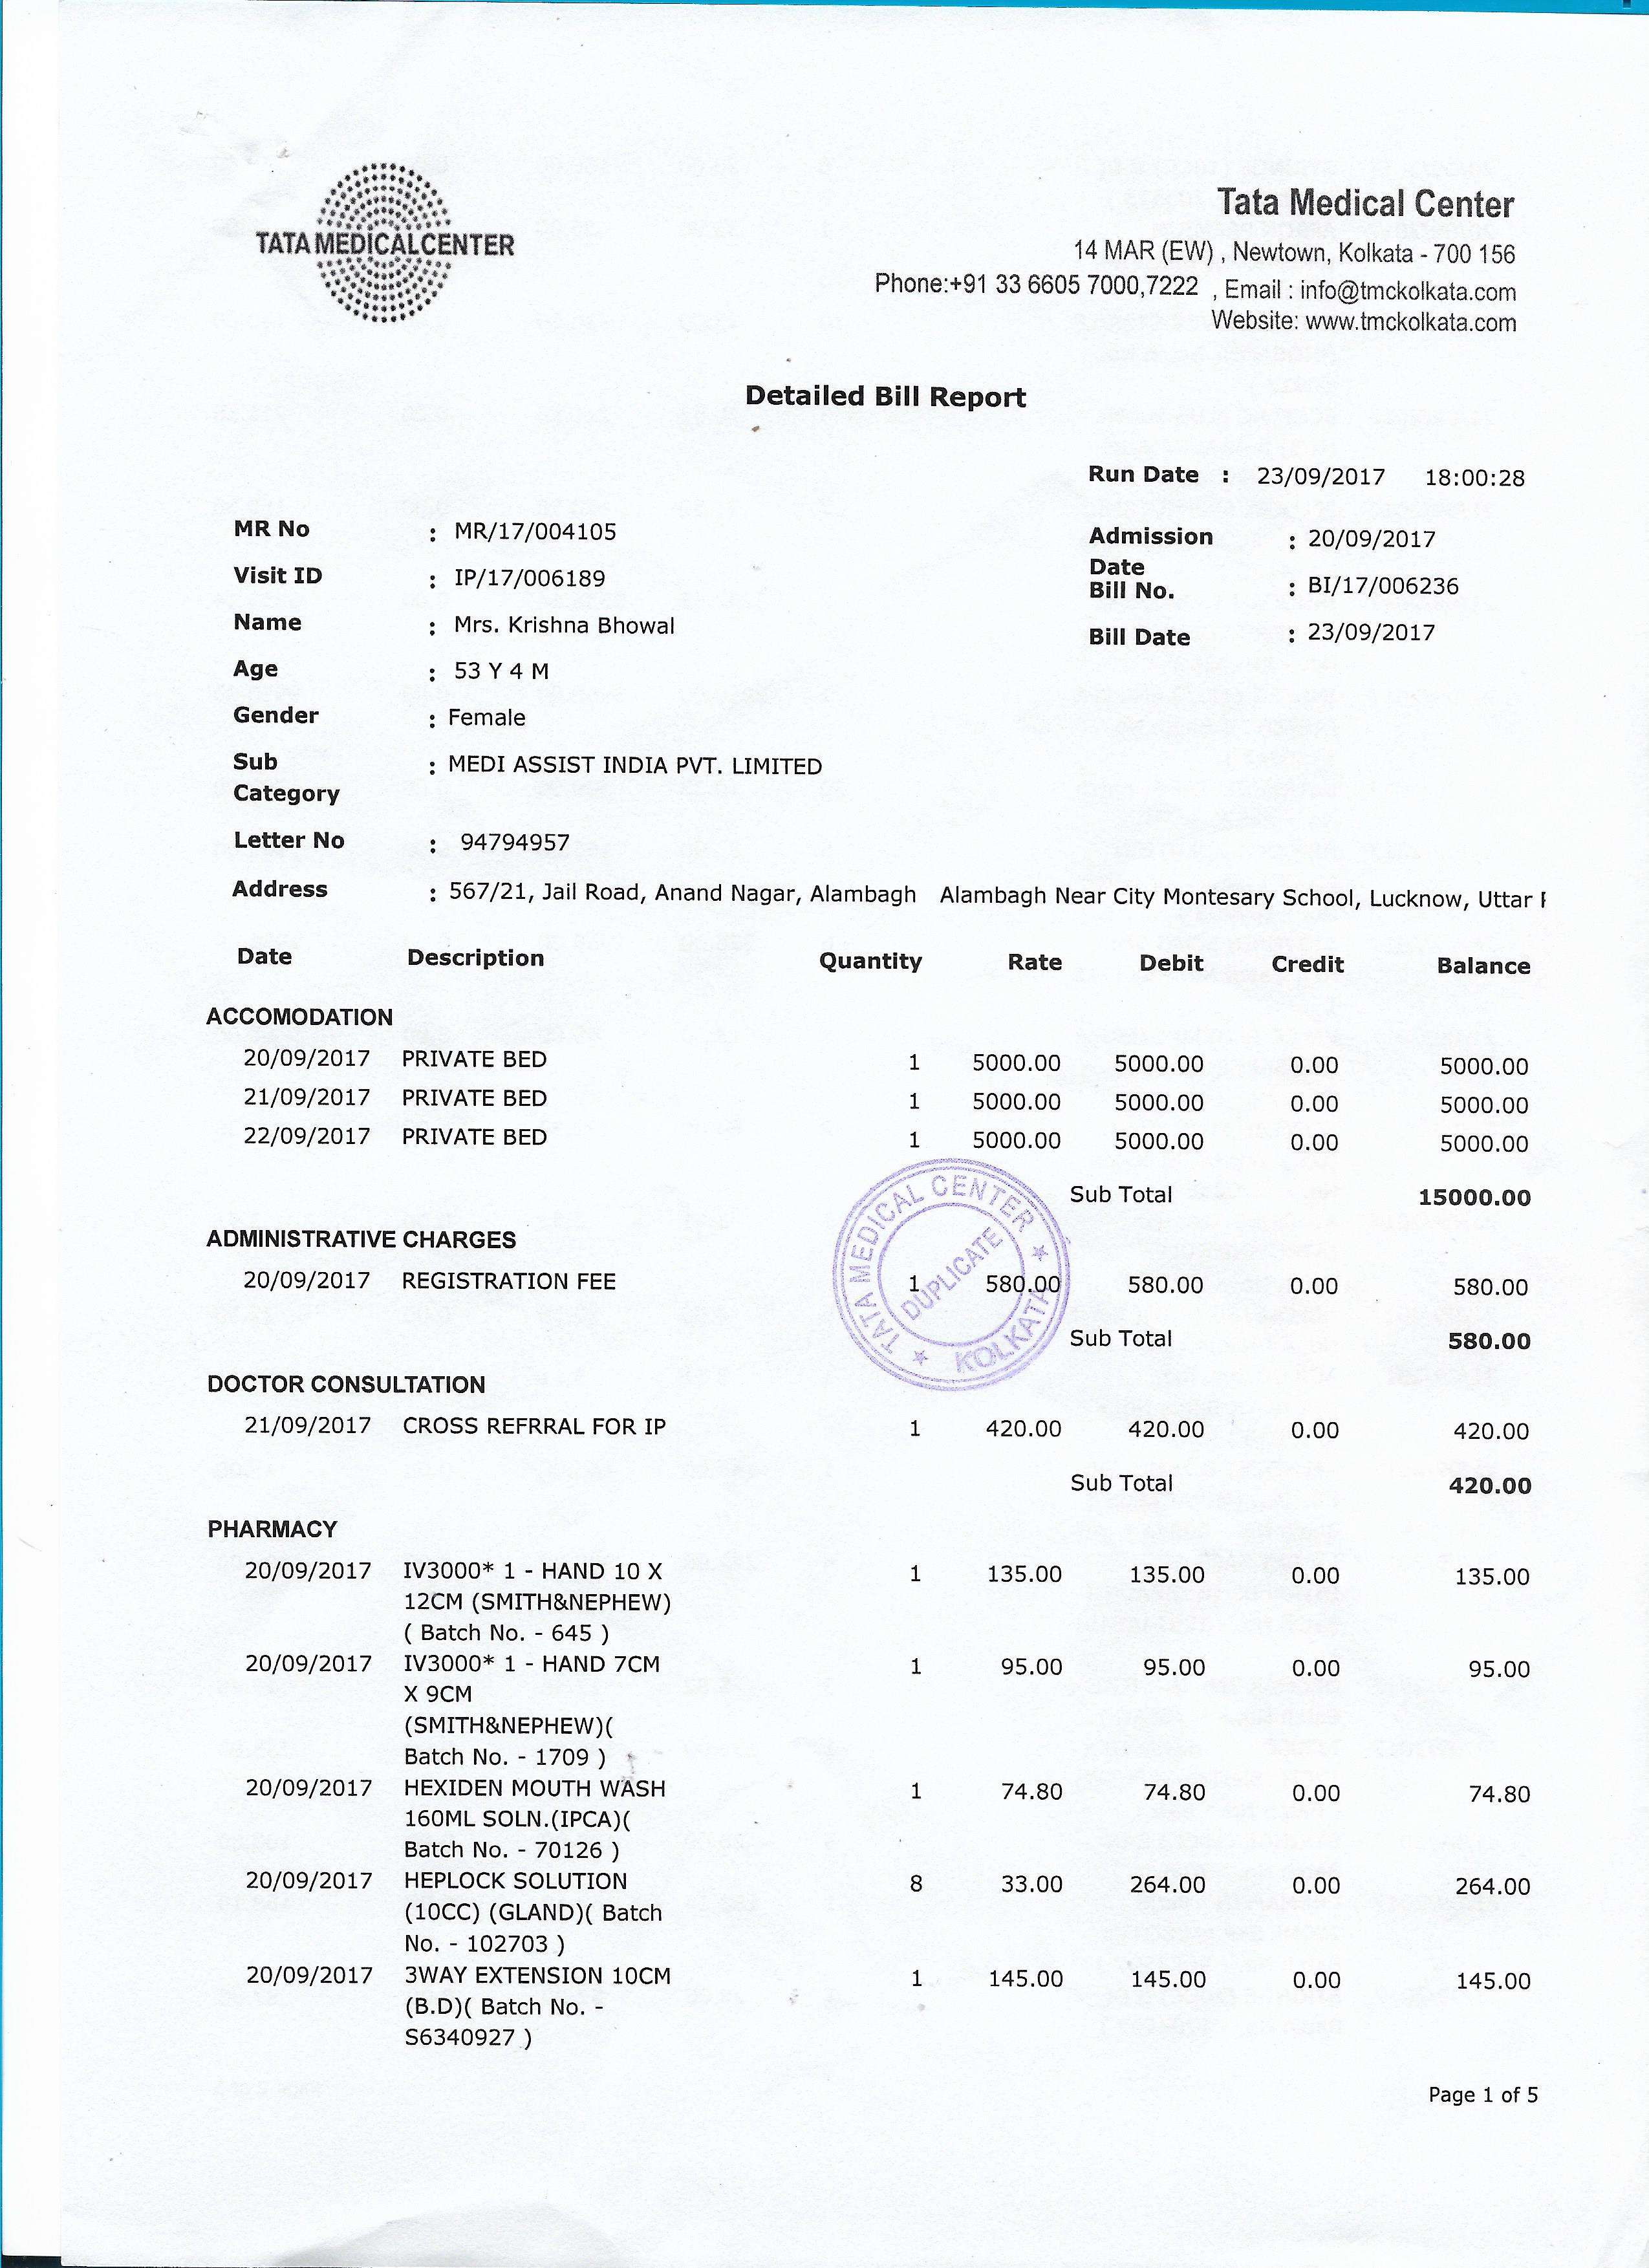 TATA MEDICAL CENTER
Tata Medical Center
14 MAR (EW) , Newtown, Kolkata - 700 156
Phone:+91 33 6605 7000,7222 , Email : info@tmckolkata.com
Website: www.tmckolkata.com
Detailed Bill Report
Run Date : 23/09/2017 18:00:28
MR No : MR/17/004105
Admission Date : 20/09/2017
Visit ID : IP/17/006189
Bill No. : BI/17/006236
Name : Mrs. Krishna Bhowal
Bill Date : 23/09/2017
Age : 53 Y 4 M
Gender : Female
Sub Category : MEDI ASSIST INDIA PVT. LIMITED
Letter No : 94794957
Address : 567/21, Jail Road, Anand Nagar, Alambagh Alambagh Near City Montesary School, Lucknow, Uttar
Date Description Quantity Rate Debit Credit Balance
ACCOMODATION
20/09/2017 PRIVATE BED 1 5000.00 5000.00 0.00 5000.00
21/09/2017 PRIVATE BED 1 5000.00 5000.00 0.00 5000.00
22/09/2017 PRIVATE BED 1 5000.00 5000.00 0.00 5000.00
Sub Total 15000.00
TATA MEDICAL CENTER ★ KOLKATA ★
DUPLICATE
ADMINISTRATIVE CHARGES
20/09/2017 REGISTRATION FEE 1 580.00 580.00 0.00 580.00
Sub Total 580.00
DOCTOR CONSULTATION
21/09/2017 CROSS REFRRAL FOR IP 1 420.00 420.00 0.00 420.00
Sub Total 420.00
PHARMACY
20/09/2017 IV3000* 1 - HAND 10 X 1 135.00 135.00 0.00 135.00
12CM (SMITH&NEPHEW)
( Batch No. - 645 )
20/09/2017 IV3000* 1 - HAND 7CM 1 95.00 95.00 0.00 95.00
X 9CM
(SMITH&NEPHEW)(
Batch No. - 1709 )
20/09/2017 HEXIDEN MOUTH WASH 1 74.80 74.80 0.00 74.80
160ML SOLN.(IPCA)(
Batch No. - 70126 )
20/09/2017 HEPLOCK SOLUTION 8 33.00 264.00 0.00 264.00
(10CC) (GLAND)( Batch
No. - 102703 )
20/09/2017 3WAY EXTENSION 10CM 1 145.00 145.00 0.00 145.00
(B.D)( Batch No. -
S6340927 )
Page 1 of 5